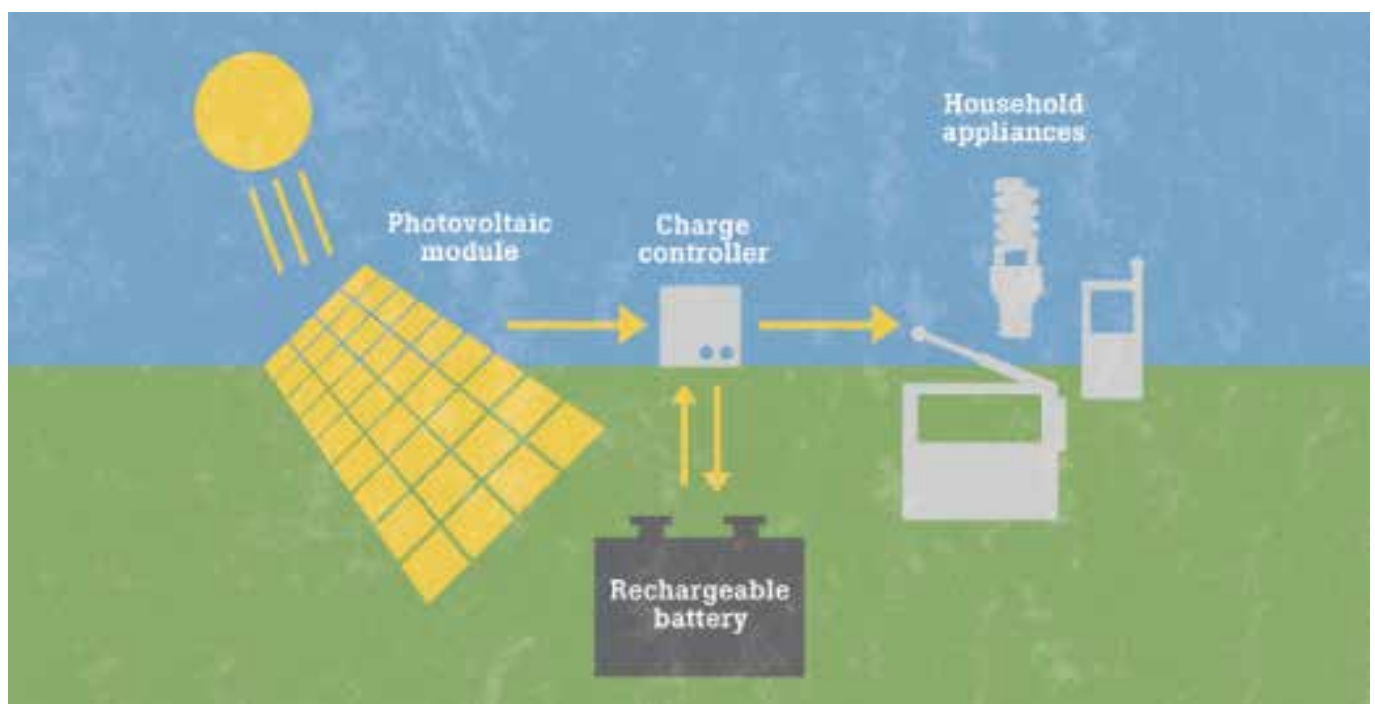 Household
appliances
Photovoltaic
module
Charge
controller
Rechargeable
battery